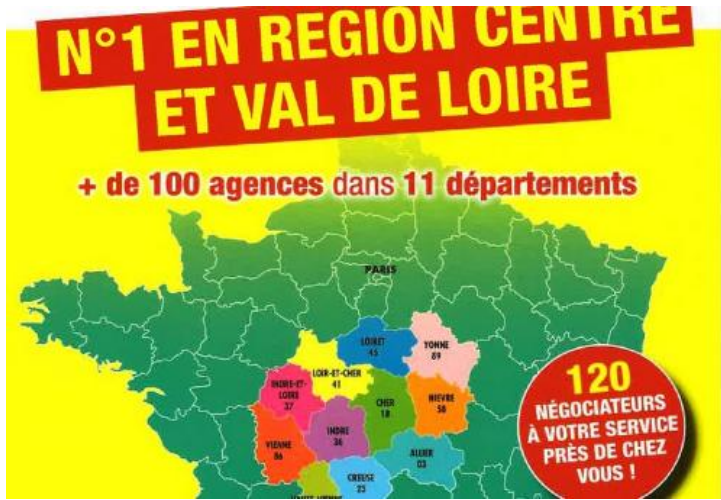 N°1 EN REGION CENTRE
ET VAL DE LOIRE
+ de 100 agences dans 11 départements
PARIS
LOIRET
45
YONNE
89
LOIR-ET-CHER
41
INDRE-ET-
LOIRE
37
CHER
18
NIEVRE
58
INDRE
36
VIENNE
86
ALLIER
03
CREUSE
23
HAUTE-VIENNE
120
NÉGOCIATEURS
À VOTRE SERVICE
PRÈS DE CHEZ
VOUS !